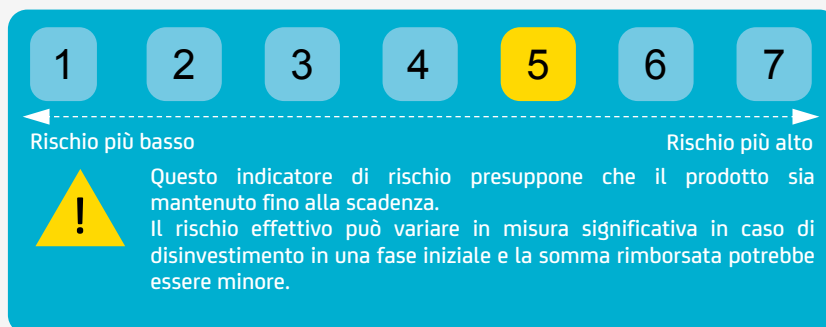 1 2 3 4 5 6 7
Rischio più basso Rischio più alto
Questo indicatore di rischio presuppone che il prodotto sia
mantenuto fino alla scadenza.
Il rischio effettivo può variare in misura significativa in caso di
disinvestimento in una fase iniziale e la somma rimborsata potrebbe
essere minore.
!